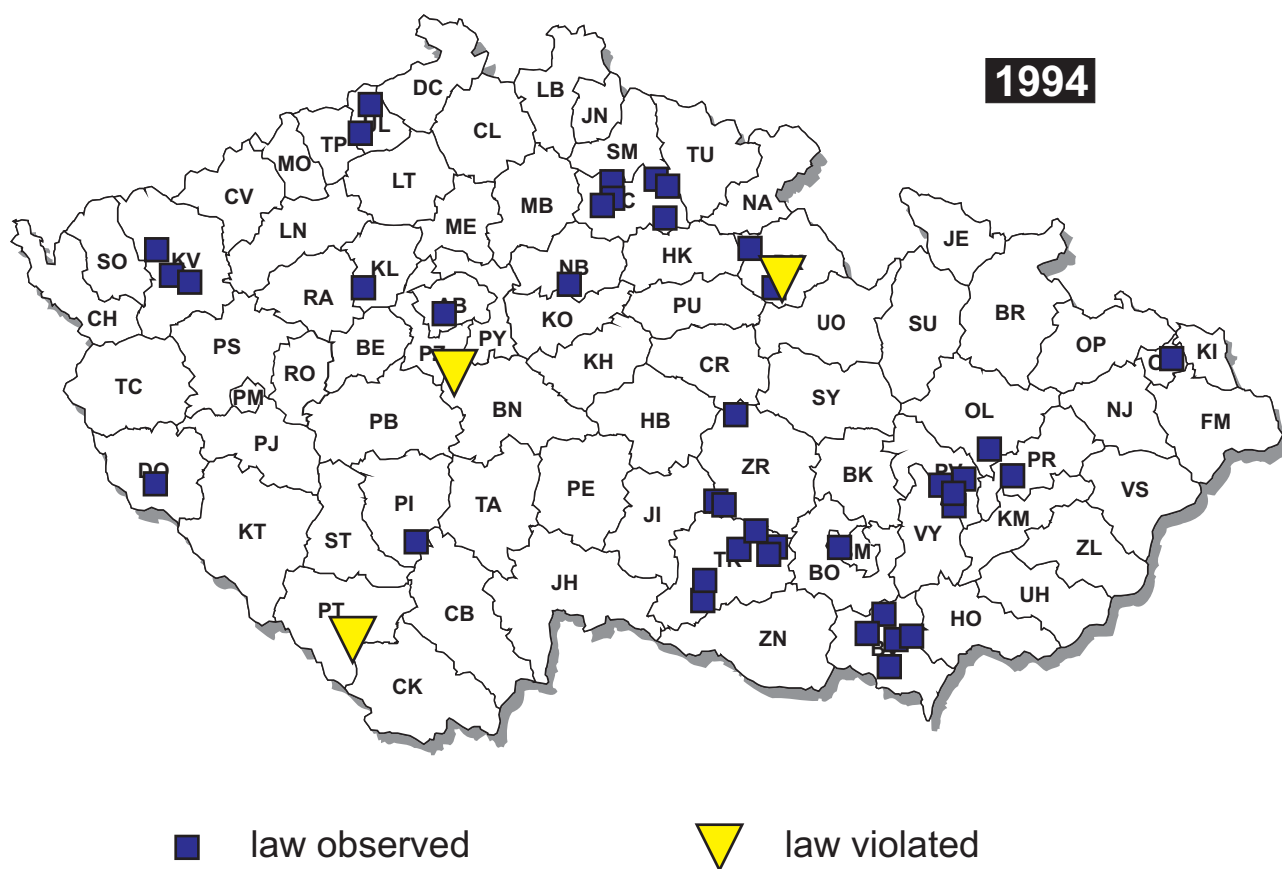 1994
DC
LB
JN
CL
TP
MO
SM
TU
CV
LT
MB
NA
ME
LN
SO
KV
KL
NB
HK
JE
RA
CH
KO
PU
UO
SU
BR
OP
KI
PS
BE
PY
TC
RO
KH
CR
PM
PB
BN
HB
SY
OL
NJ
FM
PJ
ZR
BK
PR
VS
KT
PI
TA
PE
JI
KM
ST
VY
ZL
BO
JH
PT
CB
UH
HO
ZN
CK
law observed
law violated